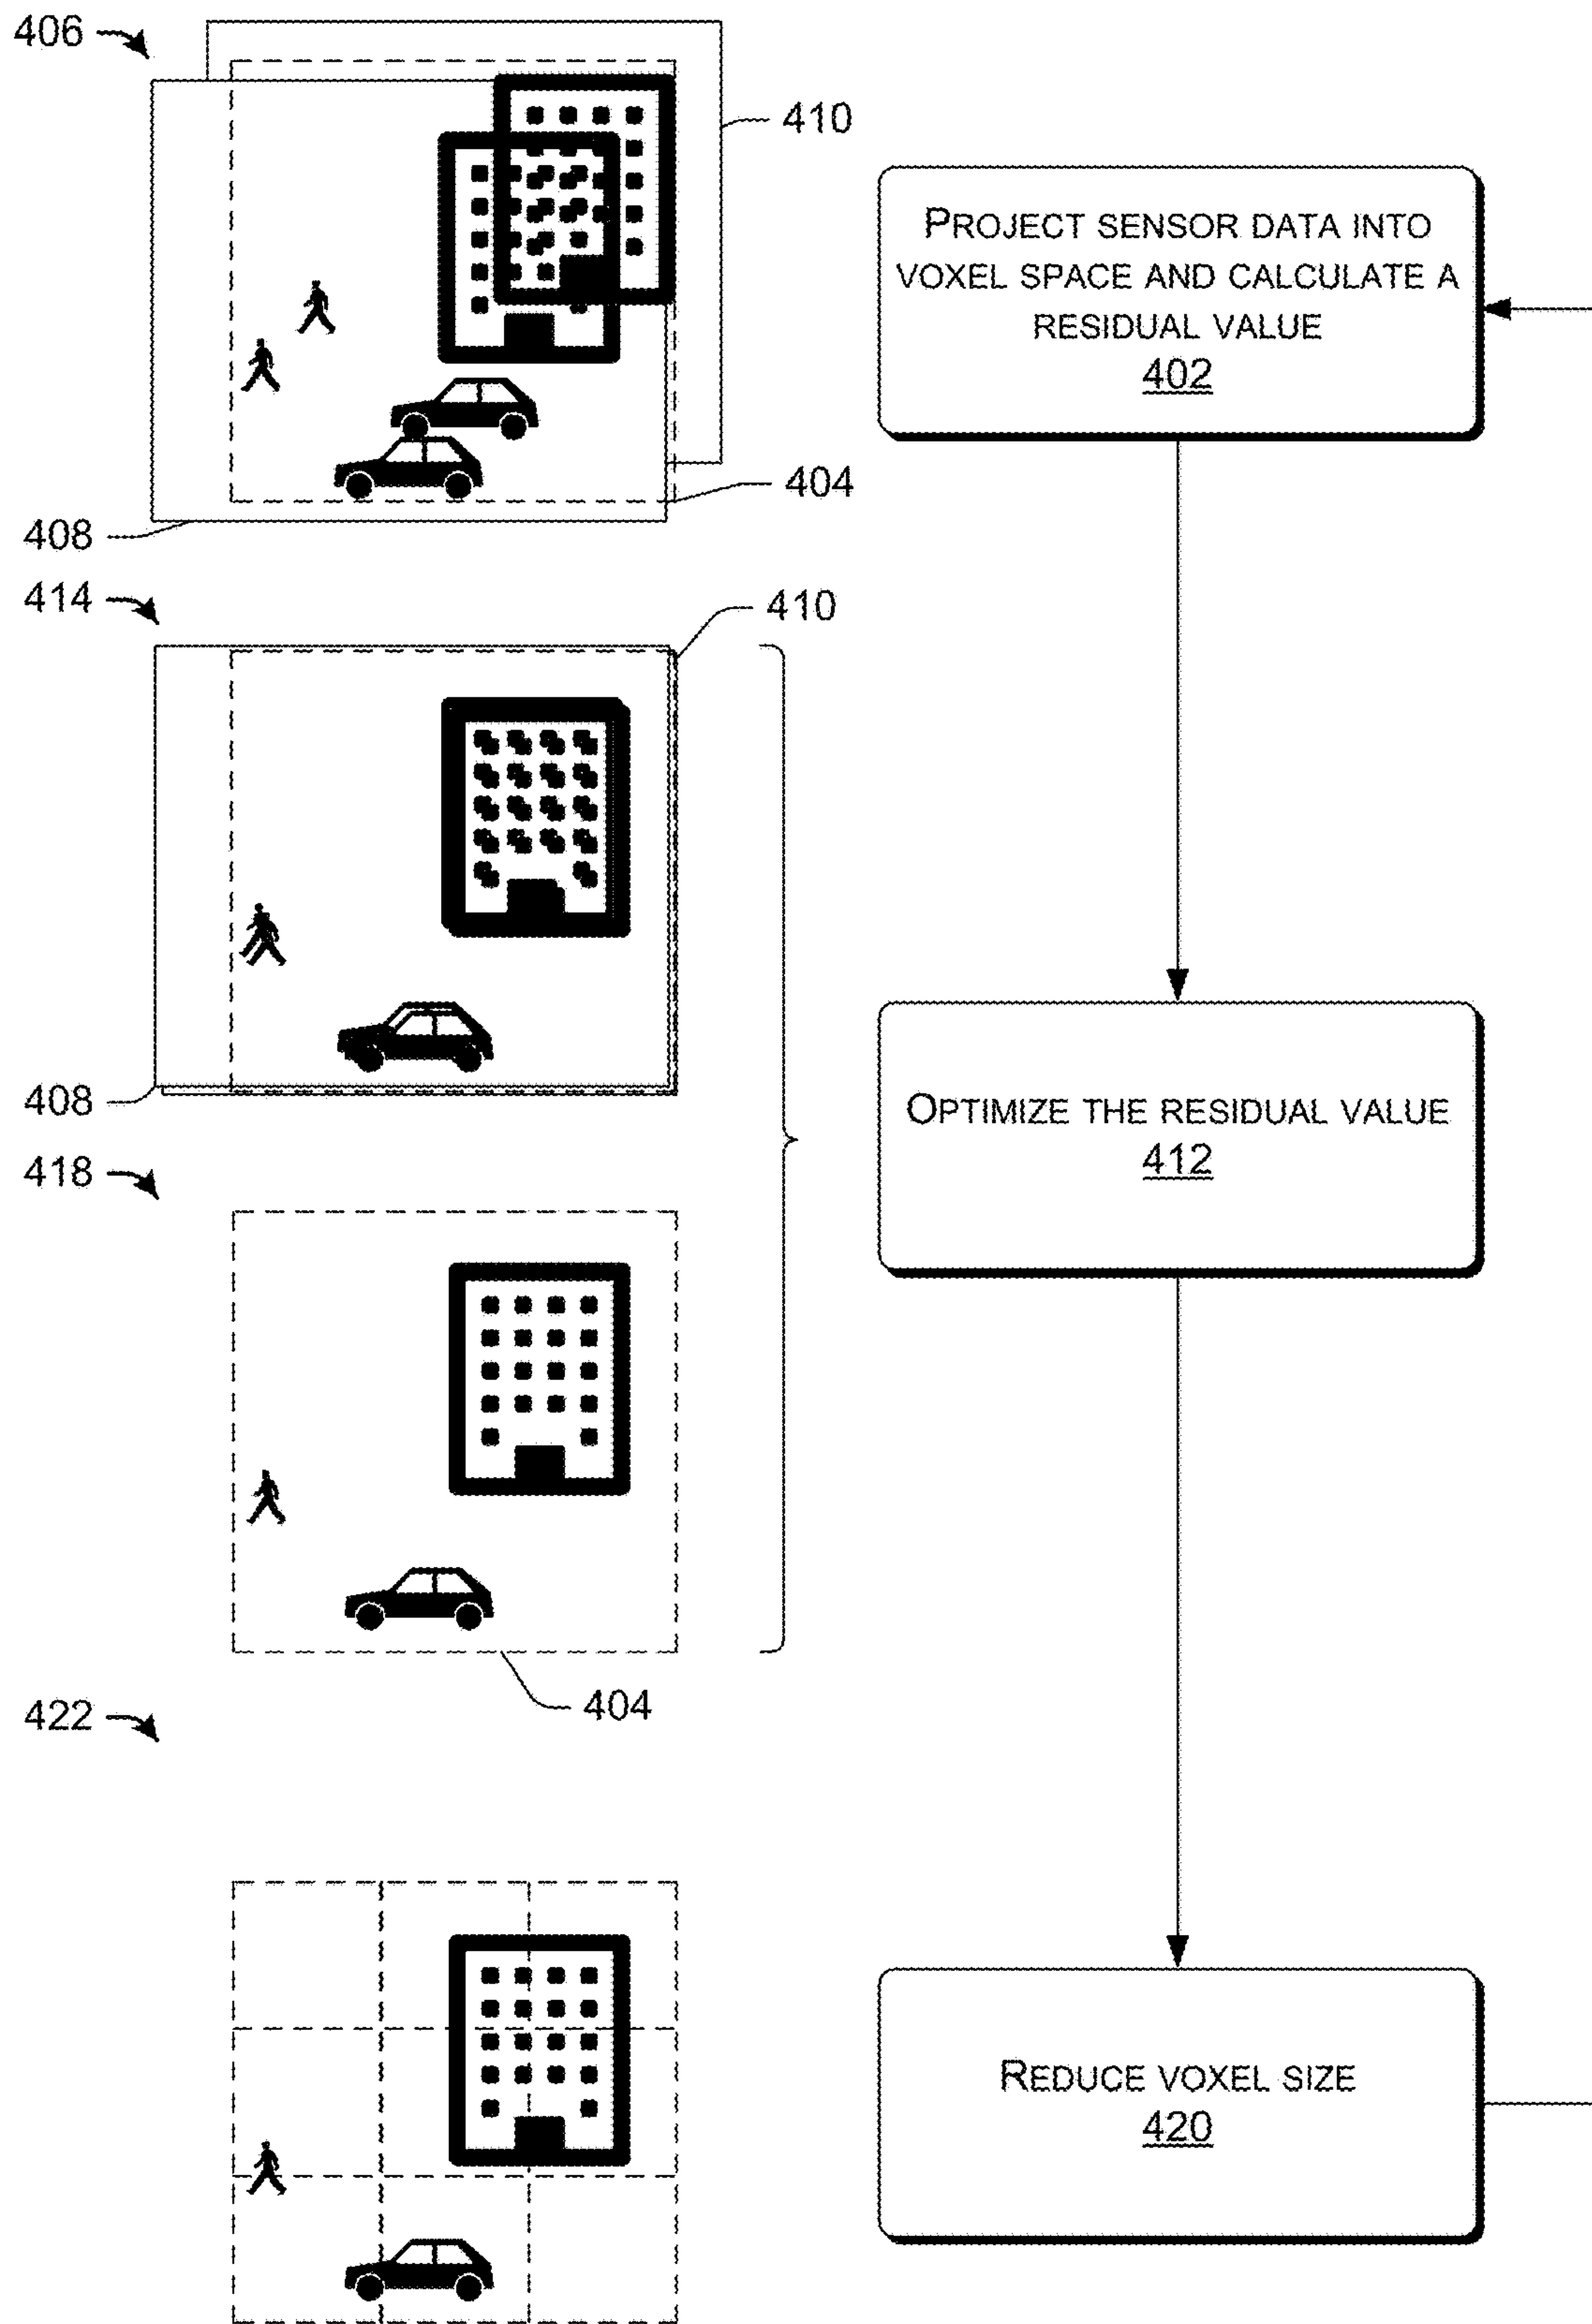 406
410
PROJECT SENSOR DATA INTO
VOXEL SPACE AND CALCULATE A
RESIDUAL VALUE
402
404
408
414
410
408
OPTIMIZE THE RESIDUAL VALUE
412
418
404
422
REDUCE VOXEL SIZE
420